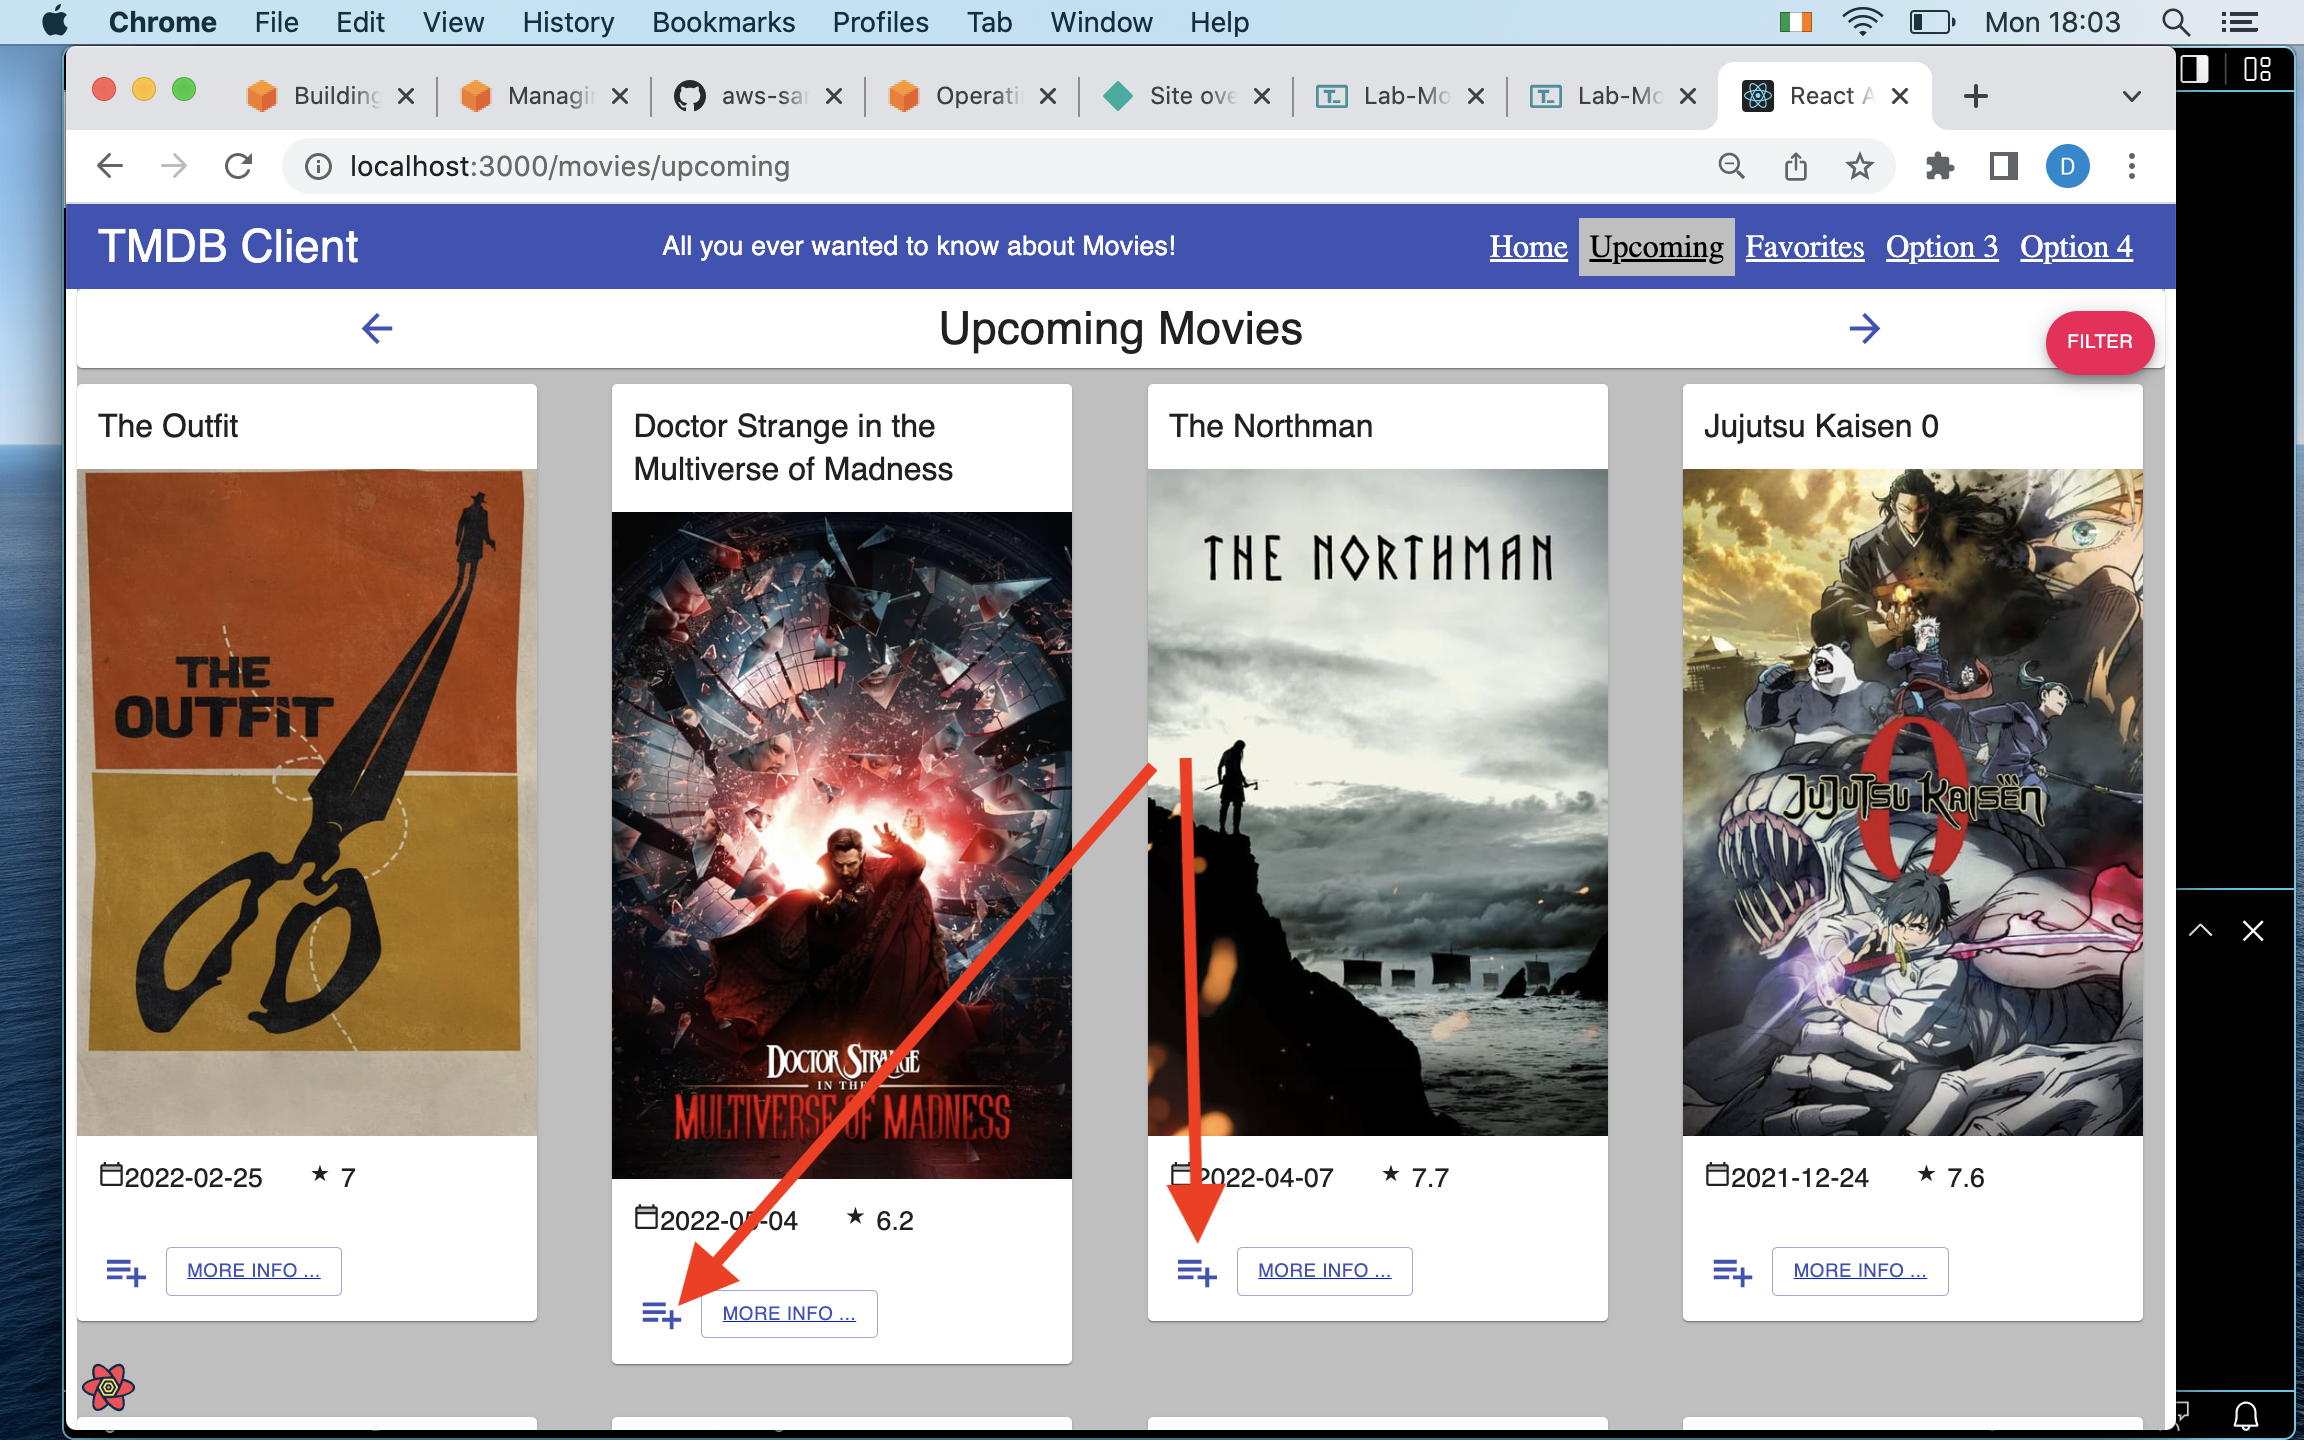 Chrome File Edit View History Bookmarks Profiles Tab Window Help Mon 18:03
Building Managi aws-sa Operati Site ove Lab-Mo Lab-Mo React A
localhost:3000/movies/upcoming D
TMDB Client All you ever wanted to know about Movies! Home Upcoming Favorites Option 3 Option 4
Upcoming Movies
FILTER
The Outfit
THE
OUTFIT
2022-02-25 ★ 7
MORE INFO ...
Doctor Strange in the
Multiverse of Madness
DOCTOR STRANGE
IN THE
MULTIVERSE OF MADNESS
2022-05-04 ★ 6.2
MORE INFO ...
The Northman
THE NORTHMAN
2022-04-07 ★ 7.7
MORE INFO ...
Jujutsu Kaisen 0
0
JUJUTSU KAISEN
2021-12-24 ★ 7.6
MORE INFO ...